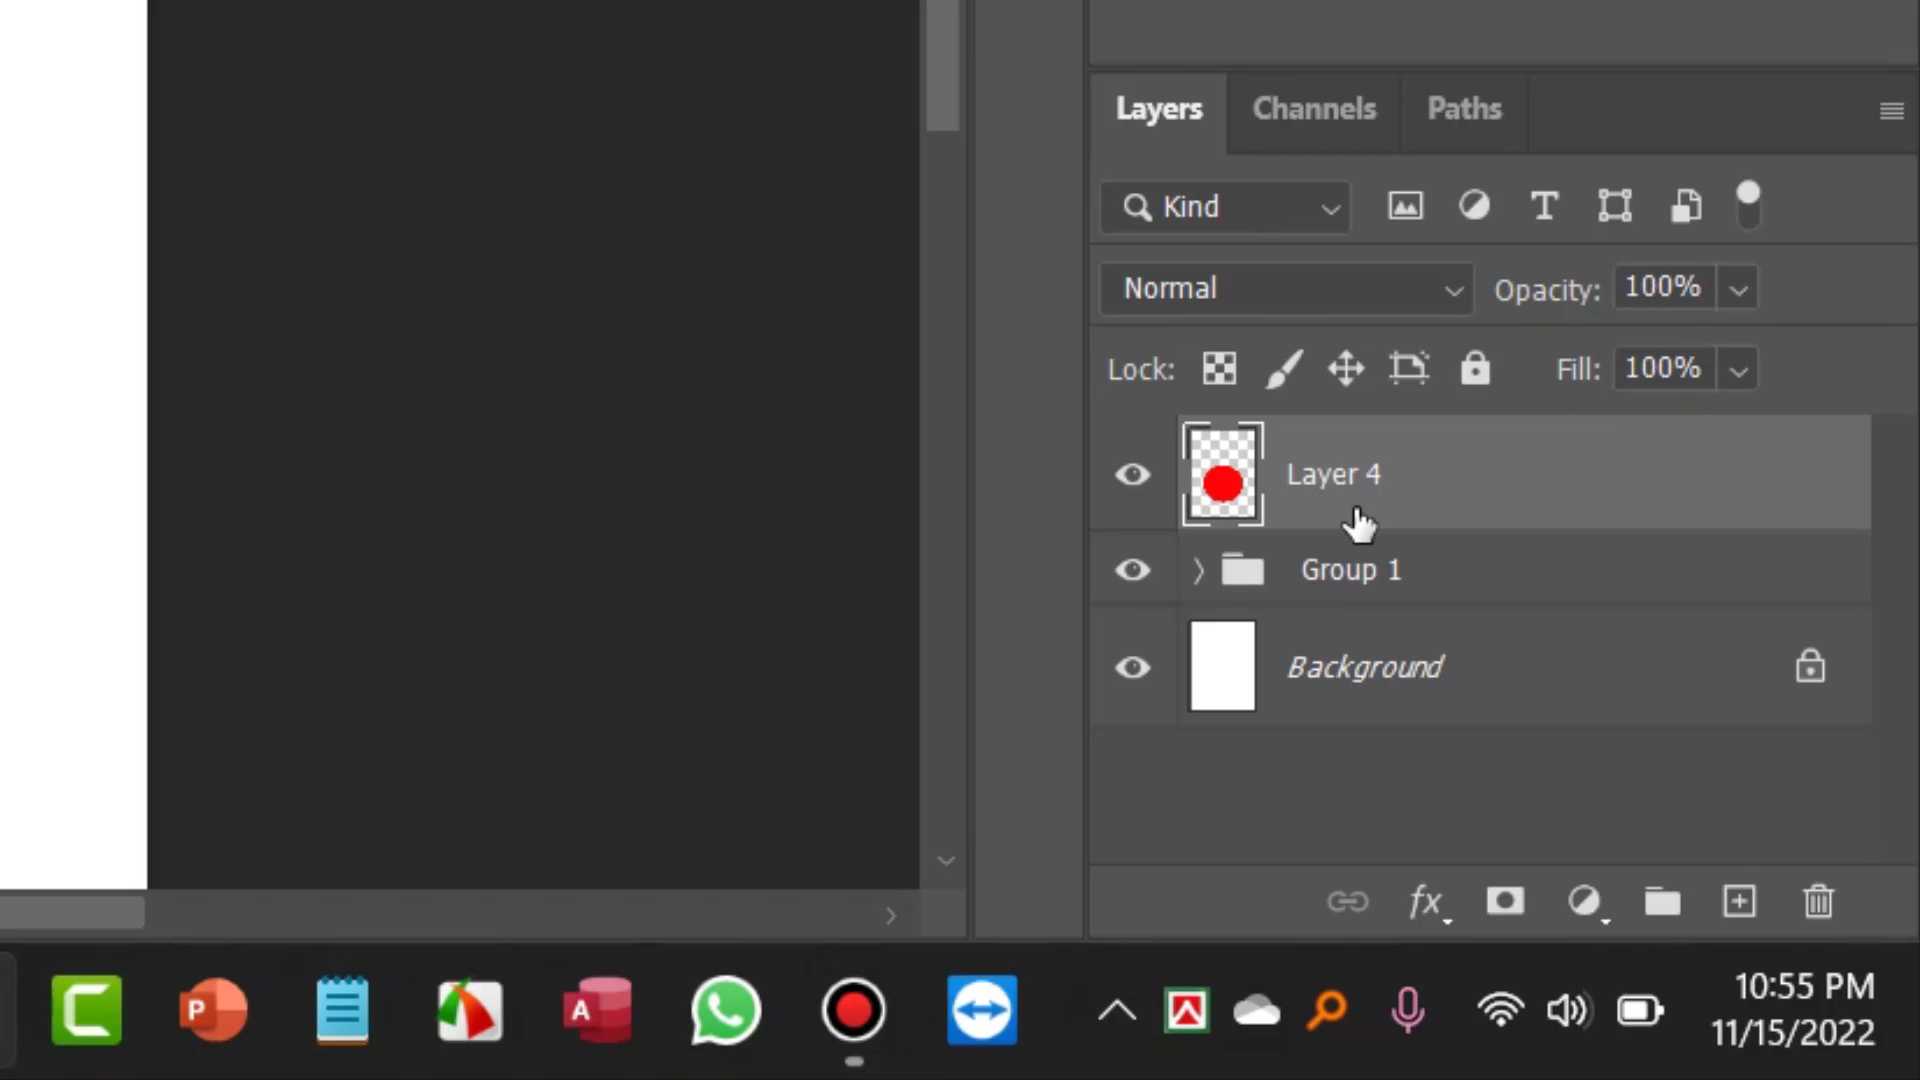 Layers Channels Paths
Kind T
Normal Opacity: 100%
Lock: Fill: 100%
Layer 4
Group 1
Background
fx
P A 10:55 PM
11/15/2022